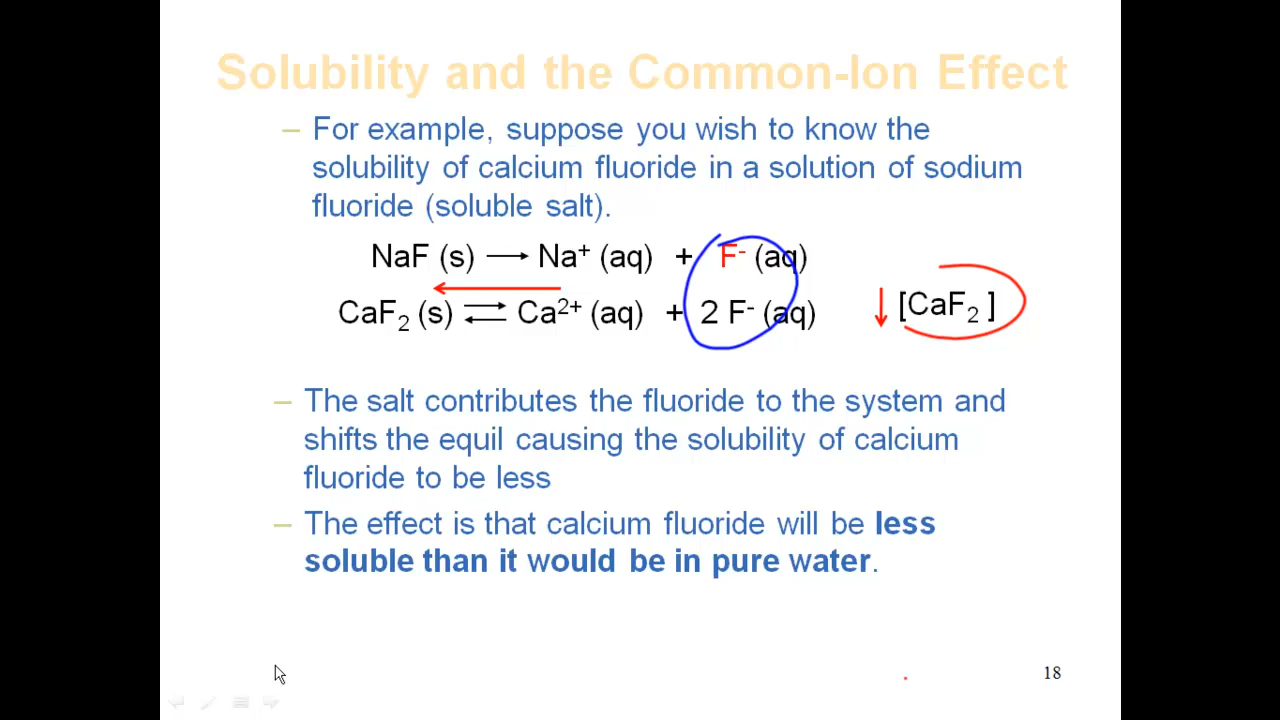 Solubility and the Common-Ion Effect
– For example, suppose you wish to know the
solubility of calcium fluoride in a solution of sodium
fluoride (soluble salt).
NaF (s) ⟶ Na⁺ (aq) + F⁻ (aq)
CaF₂ (s) ⇌ Ca²⁺ (aq) + 2 F⁻ (aq) ↓ [CaF₂ ]
– The salt contributes the fluoride to the system and
shifts the equil causing the solubility of calcium
fluoride to be less
– The effect is that calcium fluoride will be less
soluble than it would be in pure water.
18